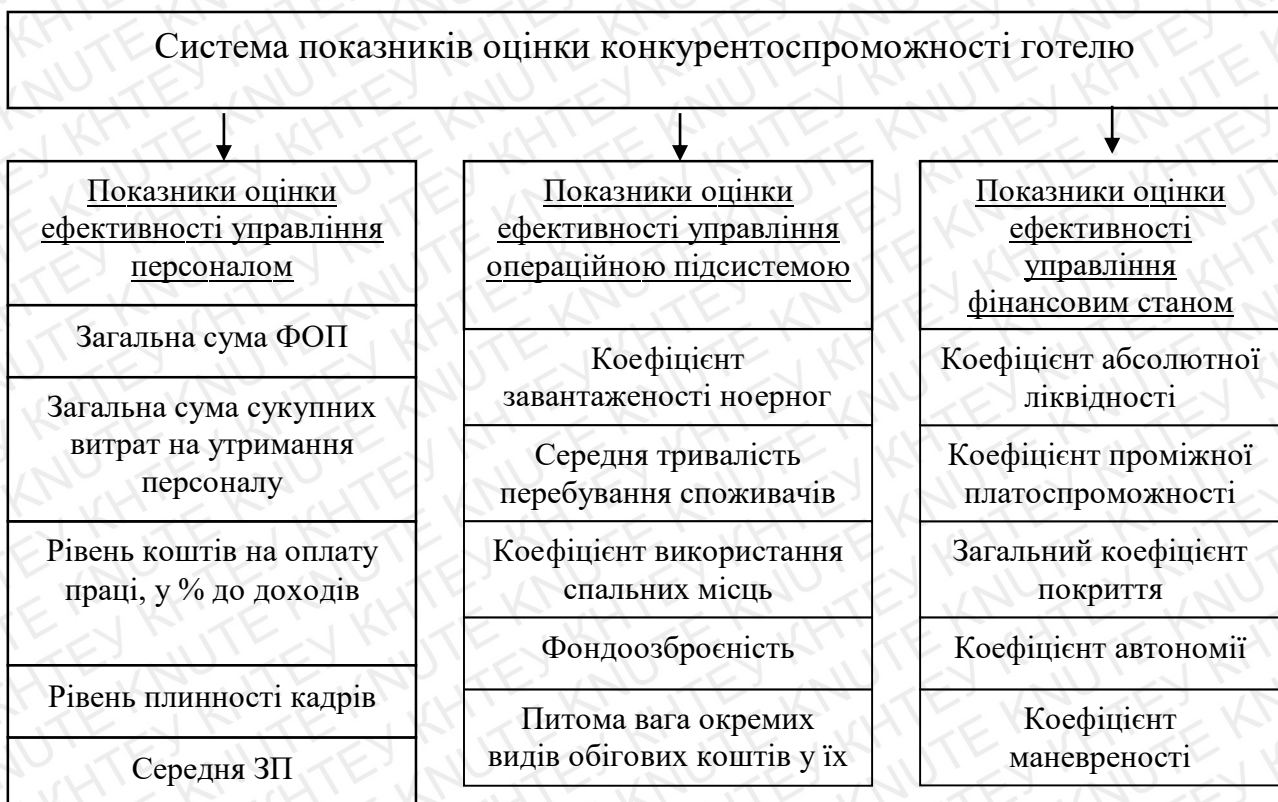 Система показників оцінки конкурентоспроможності готелю
Показники оцінки
ефективності управління
персоналом
Загальна сума ФОП
Загальна сума сукупних
витрат на утримання
персоналу
Рівень коштів на оплату
праці, у % до доходів
Рівень плинності кадрів
Середня ЗП
Показники оцінки
ефективності управління
операційною підсистемою
Коефіцієнт
завантаженості ноерног
Середня тривалість
перебування споживачів
Коефіцієнт використання
спальних місць
Фондоозброєність
Питома вага окремих
видів обігових коштів у їх
Показники оцінки
ефективності
управління
фінансовим станом
Коефіцієнт абсолютної
ліквідності
Коефіцієнт проміжної
платоспроможності
Загальний коефіцієнт
покриття
Коефіцієнт автономії
Коефіцієнт
маневреності